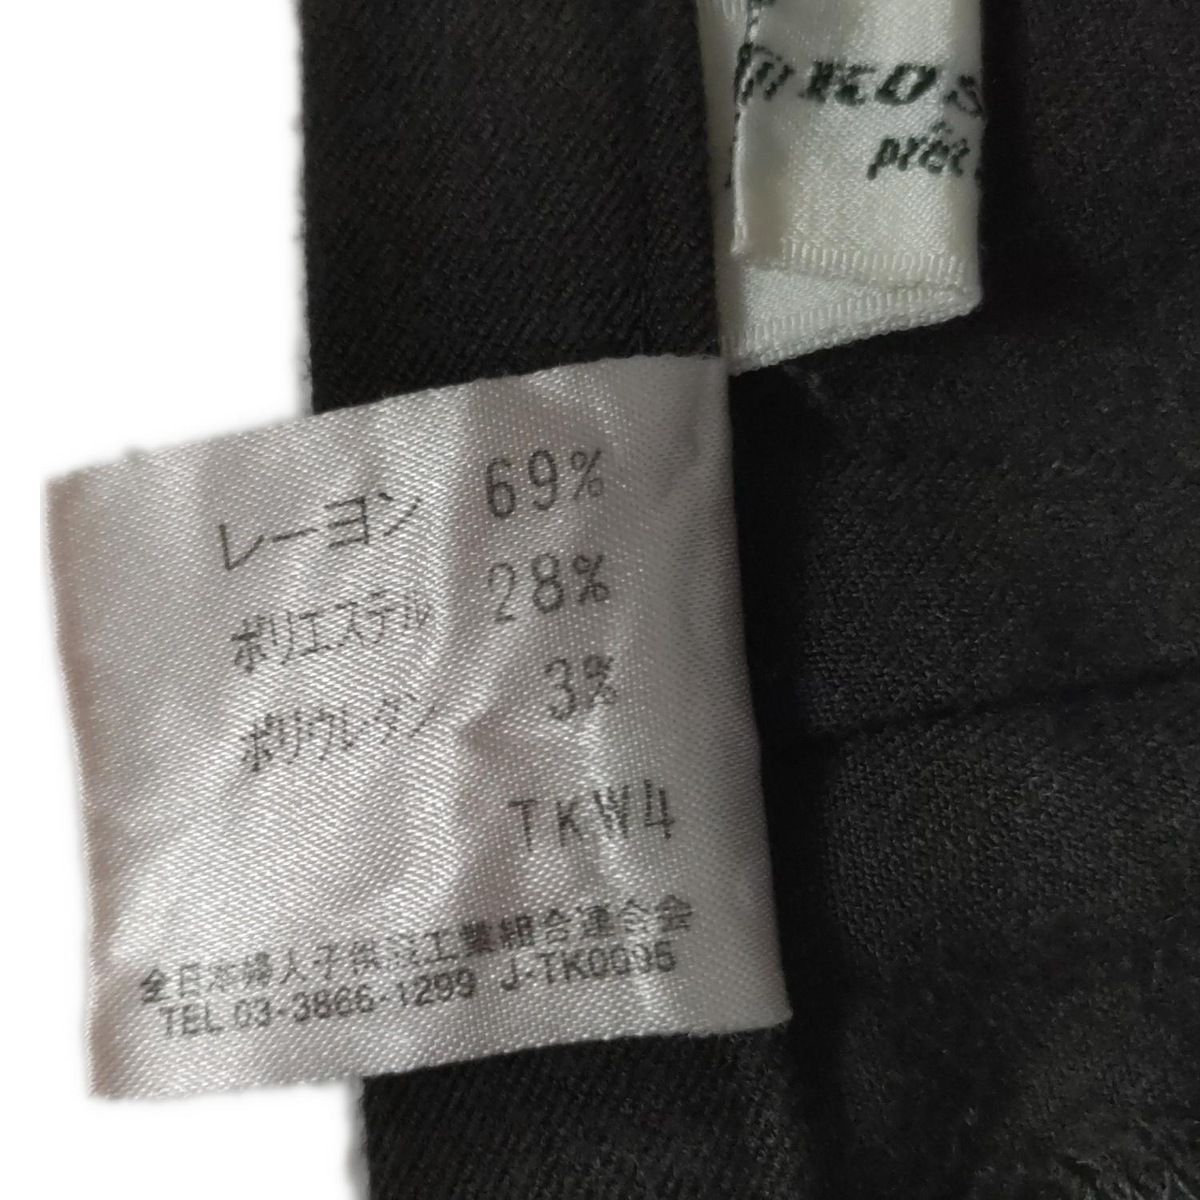 KOS
prêt
レーヨン 69%
ポリエステル 28%
ポリウレタン 3%
TKW4
全日本婦人子供服工業組合連合会
TEL 03-3866-1299 J-TK0095